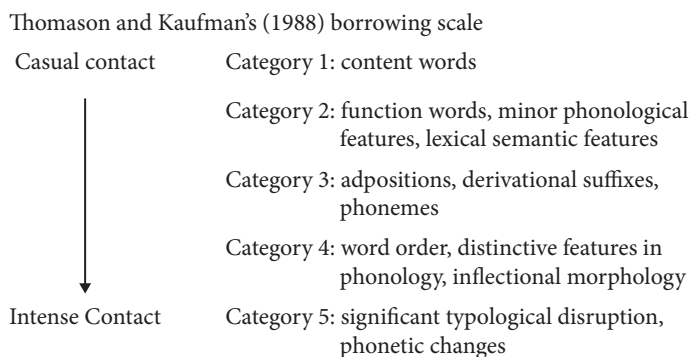 Thomason and Kaufman's (1988) borrowing scale
Casual contact Category 1: content words
Category 2: function words, minor phonological
features, lexical semantic features
Category 3: adpositions, derivational suffixes,
phonemes
Category 4: word order, distinctive features in
phonology, inflectional morphology
Intense Contact Category 5: significant typological disruption,
phonetic changes